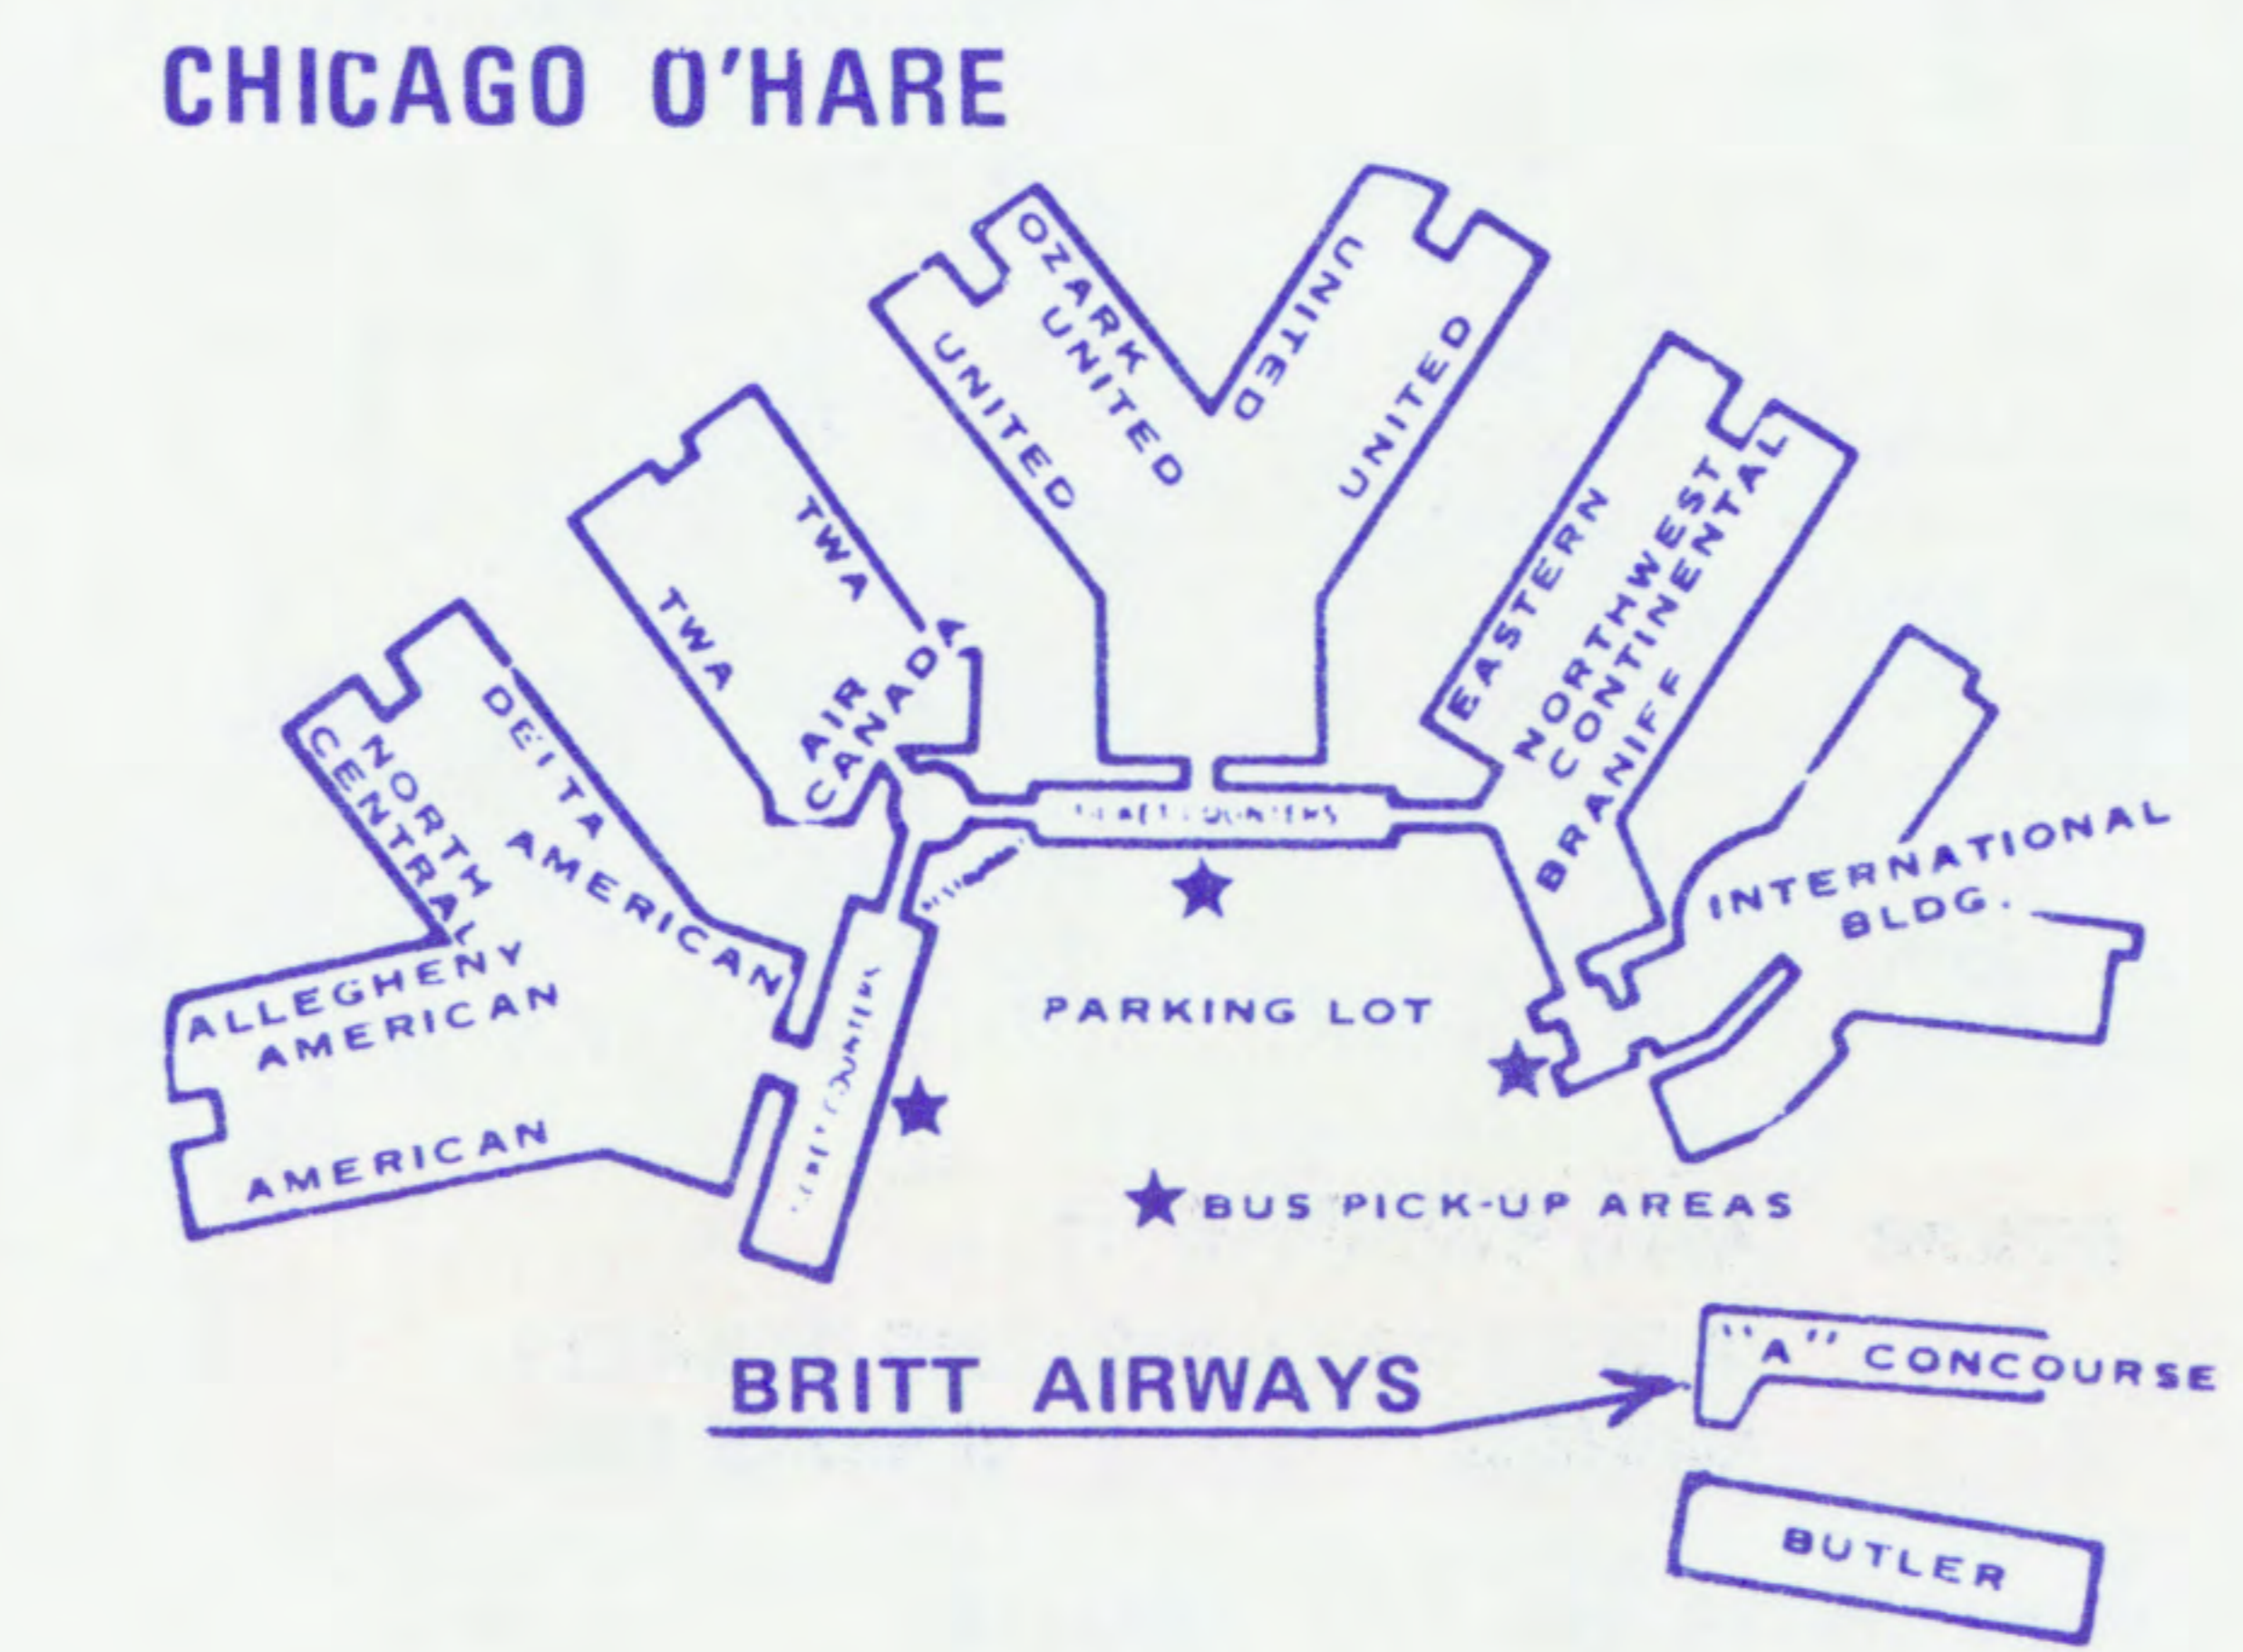 CHICAGO O'HARE
OZARK
UNITED
UNITED
UNITED
UNITED
TWA
TWA
AIR
CANADA
EASTERN
NORTHWEST
CONTINENTAL
BRANIFF
DELTA
NORTH
CENTRAL
AMERICAN
ALLEGHENY
AMERICAN
AMERICAN
INTERNATIONAL
BLDG.
PARKING LOT
BUS PICK-UP AREAS
BRITT AIRWAYS
"A" CONCOURSE
BUTLER